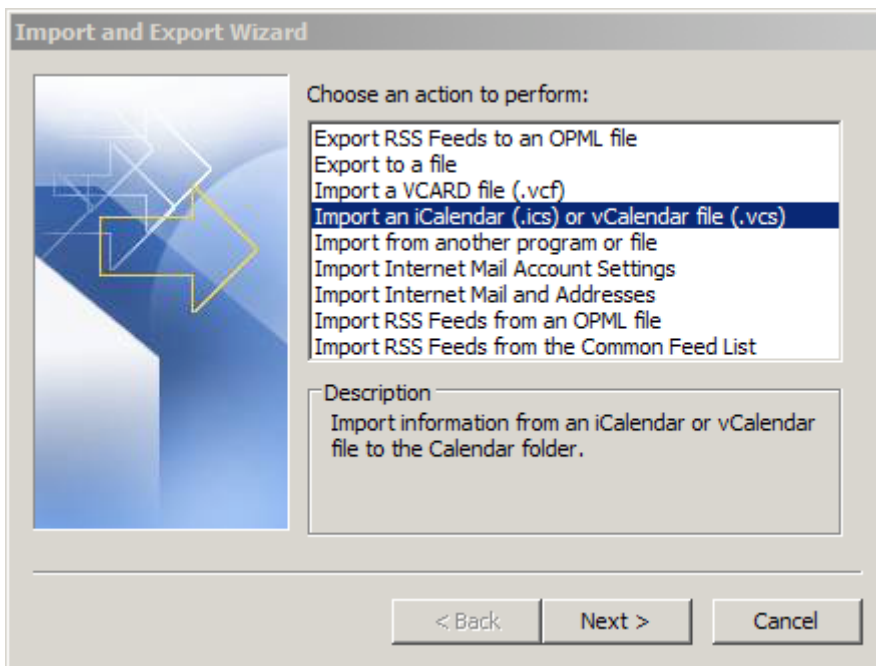 Import and Export Wizard
Choose an action to perform:
Export RSS Feeds to an OPML file
Export to a file
Import a VCARD file (.vcf)
Import an iCalendar (.ics) or vCalendar file (.vcs)
Import from another program or file
Import Internet Mail Account Settings
Import Internet Mail and Addresses
Import RSS Feeds from an OPML file
Import RSS Feeds from the Common Feed List
Description
Import information from an iCalendar or vCalendar
file to the Calendar folder.
< Back
Next >
Cancel